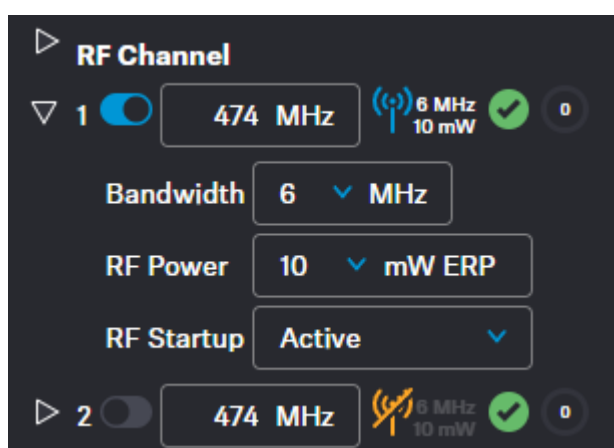 RF Channel
1 474 MHz 6 MHz 10 mW 0
Bandwidth 6 MHz
RF Power 10 mW ERP
RF Startup Active
2 474 MHz 6 MHz 10 mW 0